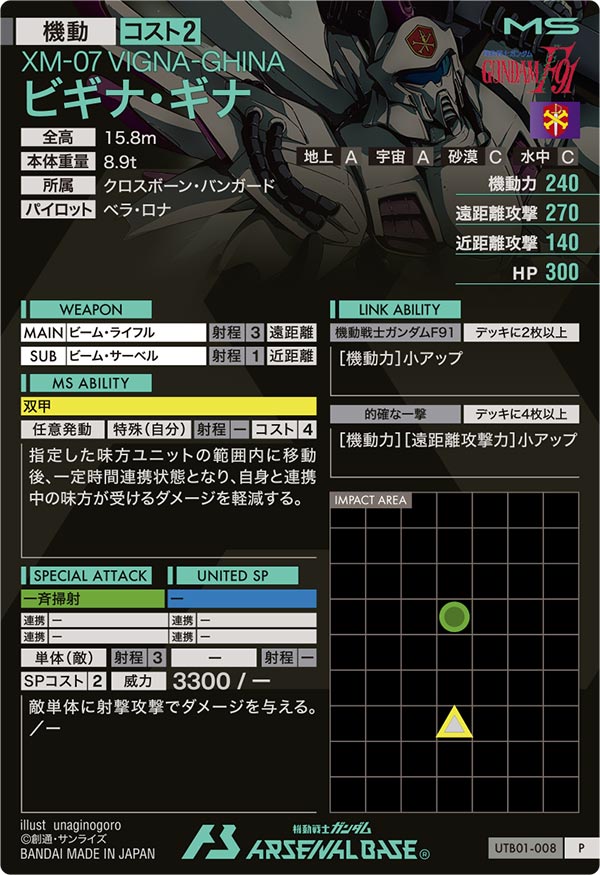 機動 コスト2
MS
XM-07 VIGNA-GHINA
ビギナ・ギナ
機動戦士ガンダム
GUNDAM F91
全高 15.8m
本体重量 8.9t
所属 クロスボーン・バンガード
パイロット ベラ・ロナ
地上 A 宇宙 A 砂漠 C 水中 C
機動力 240
遠距離攻撃 270
近距離攻撃 140
HP 300
WEAPON
MAIN ビーム・ライフル 射程 3 遠距離
SUB ビーム・サーベル 射程 1 近距離
MS ABILITY
双甲
任意発動 特殊(自分) 射程 ー コスト 4
指定した味方ユニットの範囲内に移動
後、一定時間連携状態となり、自身と連携
中の味方が受けるダメージを軽減する。
LINK ABILITY
機動戦士ガンダムF91 デッキに2枚以上
[機動力]小アップ
的確な一撃 デッキに4枚以上
[機動力][遠距離攻撃力]小アップ
IMPACT AREA
SPECIAL ATTACK UNITED SP
一斉掃射 ー
連携 ー 連携 ー
連携 ー 連携 ー
単体(敵) 射程 3 ー 射程 ー
SPコスト 2 威力 3300 / ー
敵単体に射撃攻撃でダメージを与える。
/ー
illust unaginogoro
©創通・サンライズ
BANDAI MADE IN JAPAN
機動戦士ガンダム
ARSENAL BASE®
UTB01-008 P